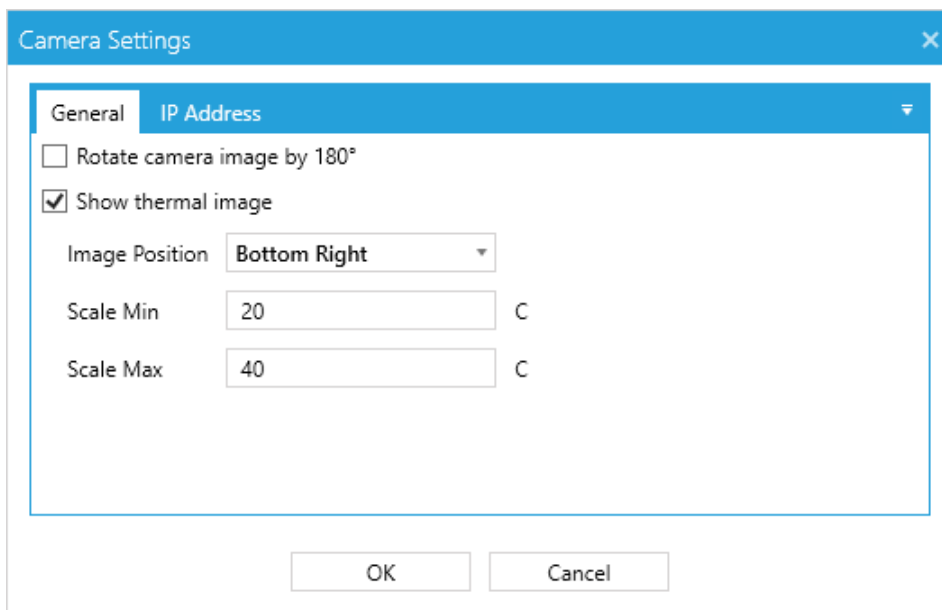 Camera Settings
General IP Address
Rotate camera image by 180°
Show thermal image
Image Position Bottom Right
Scale Min 20 C
Scale Max 40 C
OK Cancel